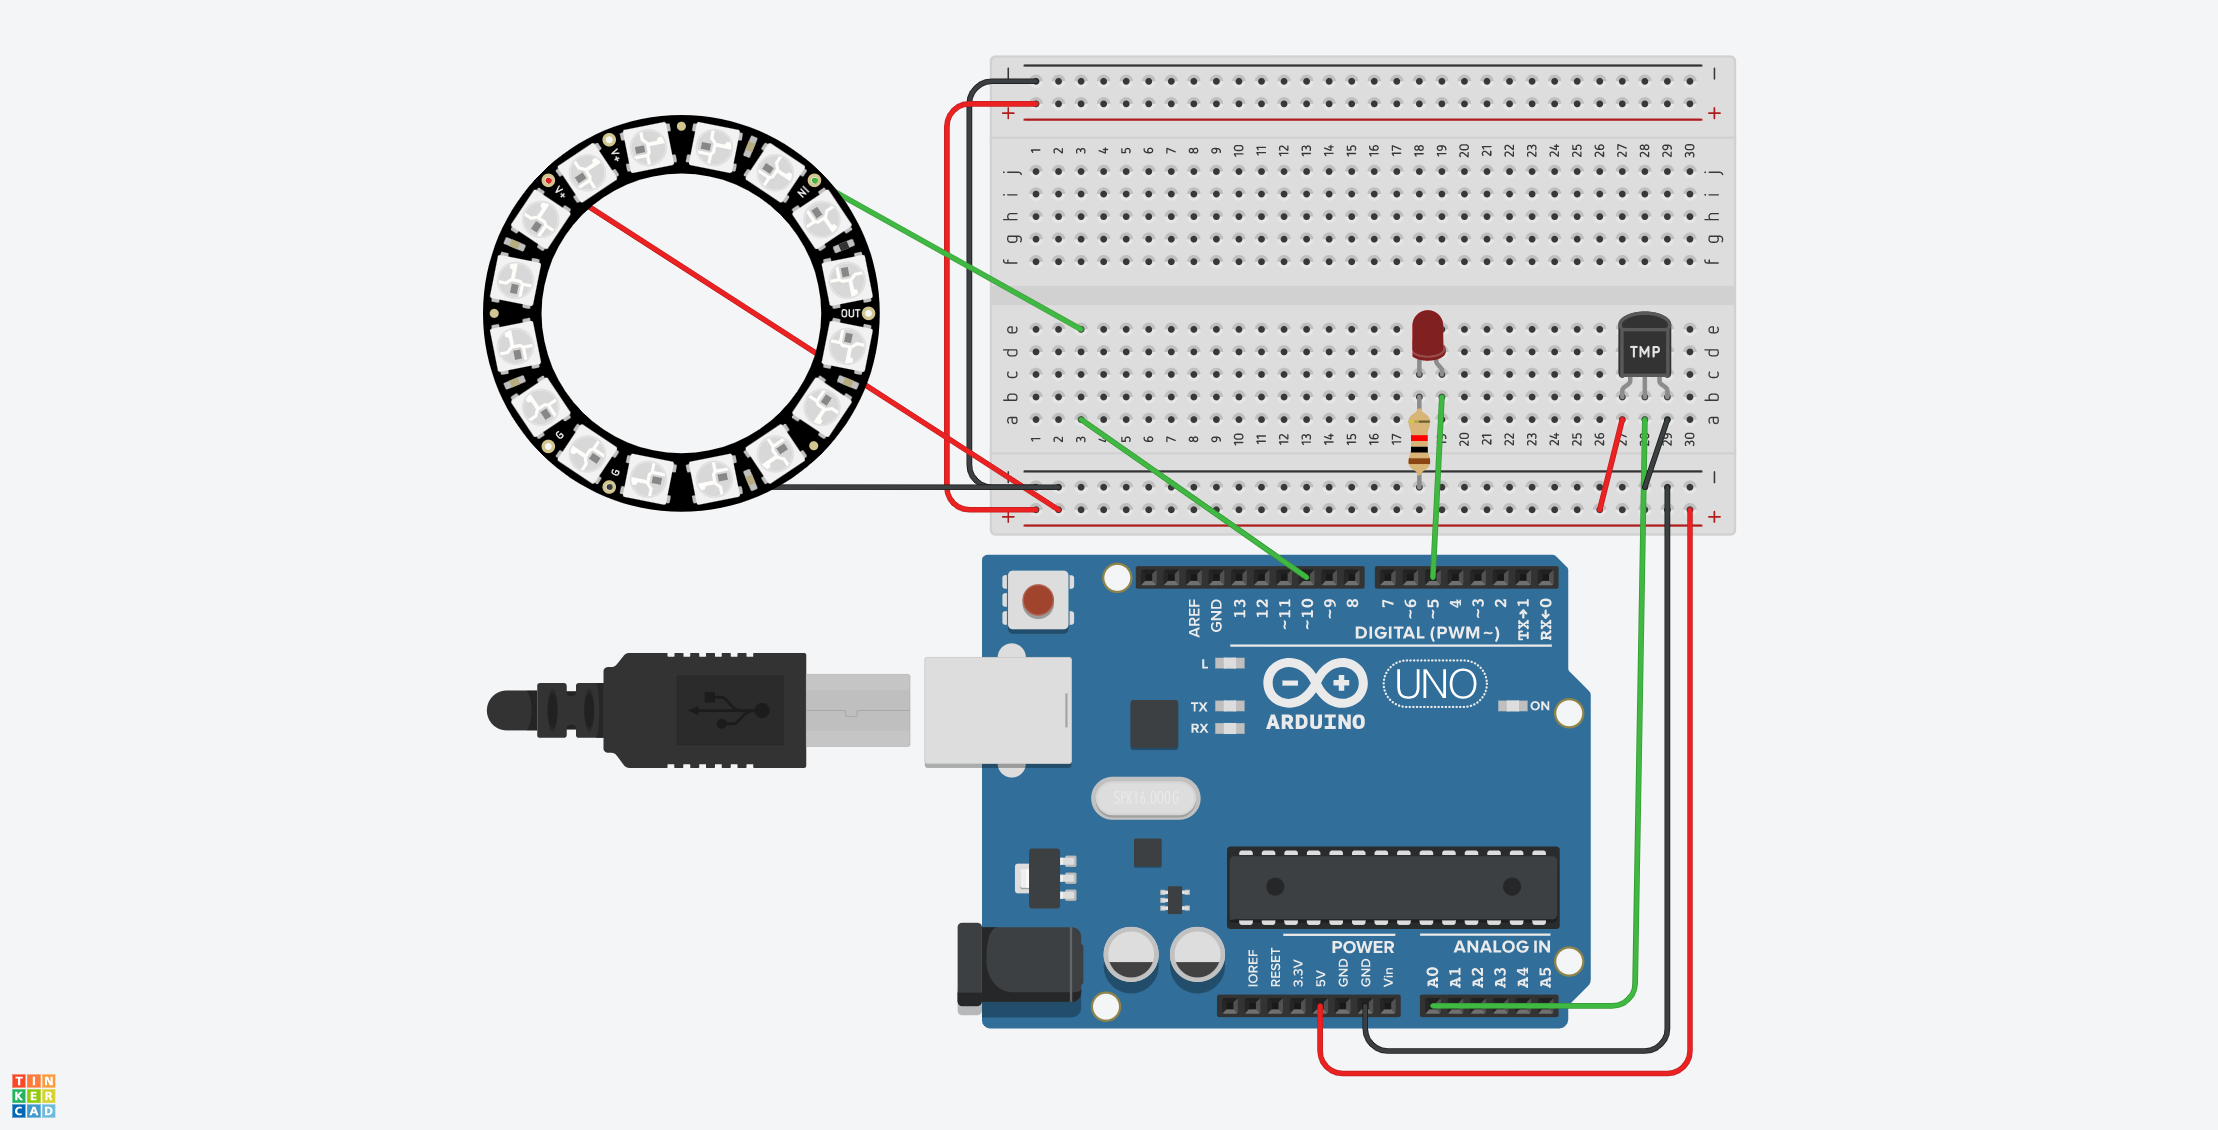 − −
+ +
1 2 3 4 5 6 7 8 9 10 11 12 13 14 15 16 17 18 19 20 21 22 23 24 25 26 27 28 29 30
j j
i i
h h
g g
f f
V+
V+
IN
OUT
G
G
e e
d d
c c
b b
a a
TMP
1 2 3 4 5 6 7 8 9 10 11 12 13 14 15 16 17 18 19 20 21 22 23 24 25 26 27 28 29 30
− −
+ +
AREF GND 13 12 ~11 ~10 ~9 8 7 ~6 ~5 4 ~3 2 TX→1 RX←0
DIGITAL (PWM~)
L
TX
RX
UNO
ARDUINO
ON
SPK16.000G
POWER
ANALOG IN
IOREF RESET 3.3V 5V GND GND Vin A0 A1 A2 A3 A4 A5
TIN
KER
CAD